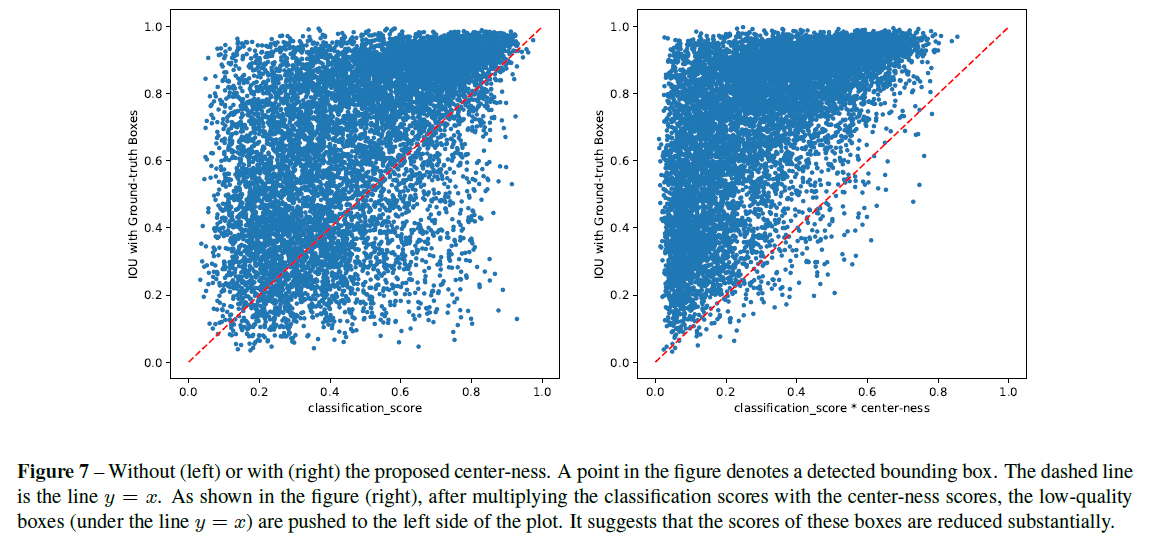 1.0
0.8
0.6
0.4
0.2
0.0
IOU with Ground-truth Boxes
0.0 0.2 0.4 0.6 0.8 1.0
classification_score
1.0
0.8
0.6
0.4
0.2
0.0
IOU with Ground-truth Boxes
0.0 0.2 0.4 0.6 0.8 1.0
classification_score * center-ness
Figure 7 – Without (left) or with (right) the proposed center-ness. A point in the figure denotes a detected bounding box. The dashed line
is the line y = x. As shown in the figure (right), after multiplying the classification scores with the center-ness scores, the low-quality
boxes (under the line y = x) are pushed to the left side of the plot. It suggests that the scores of these boxes are reduced substantially.